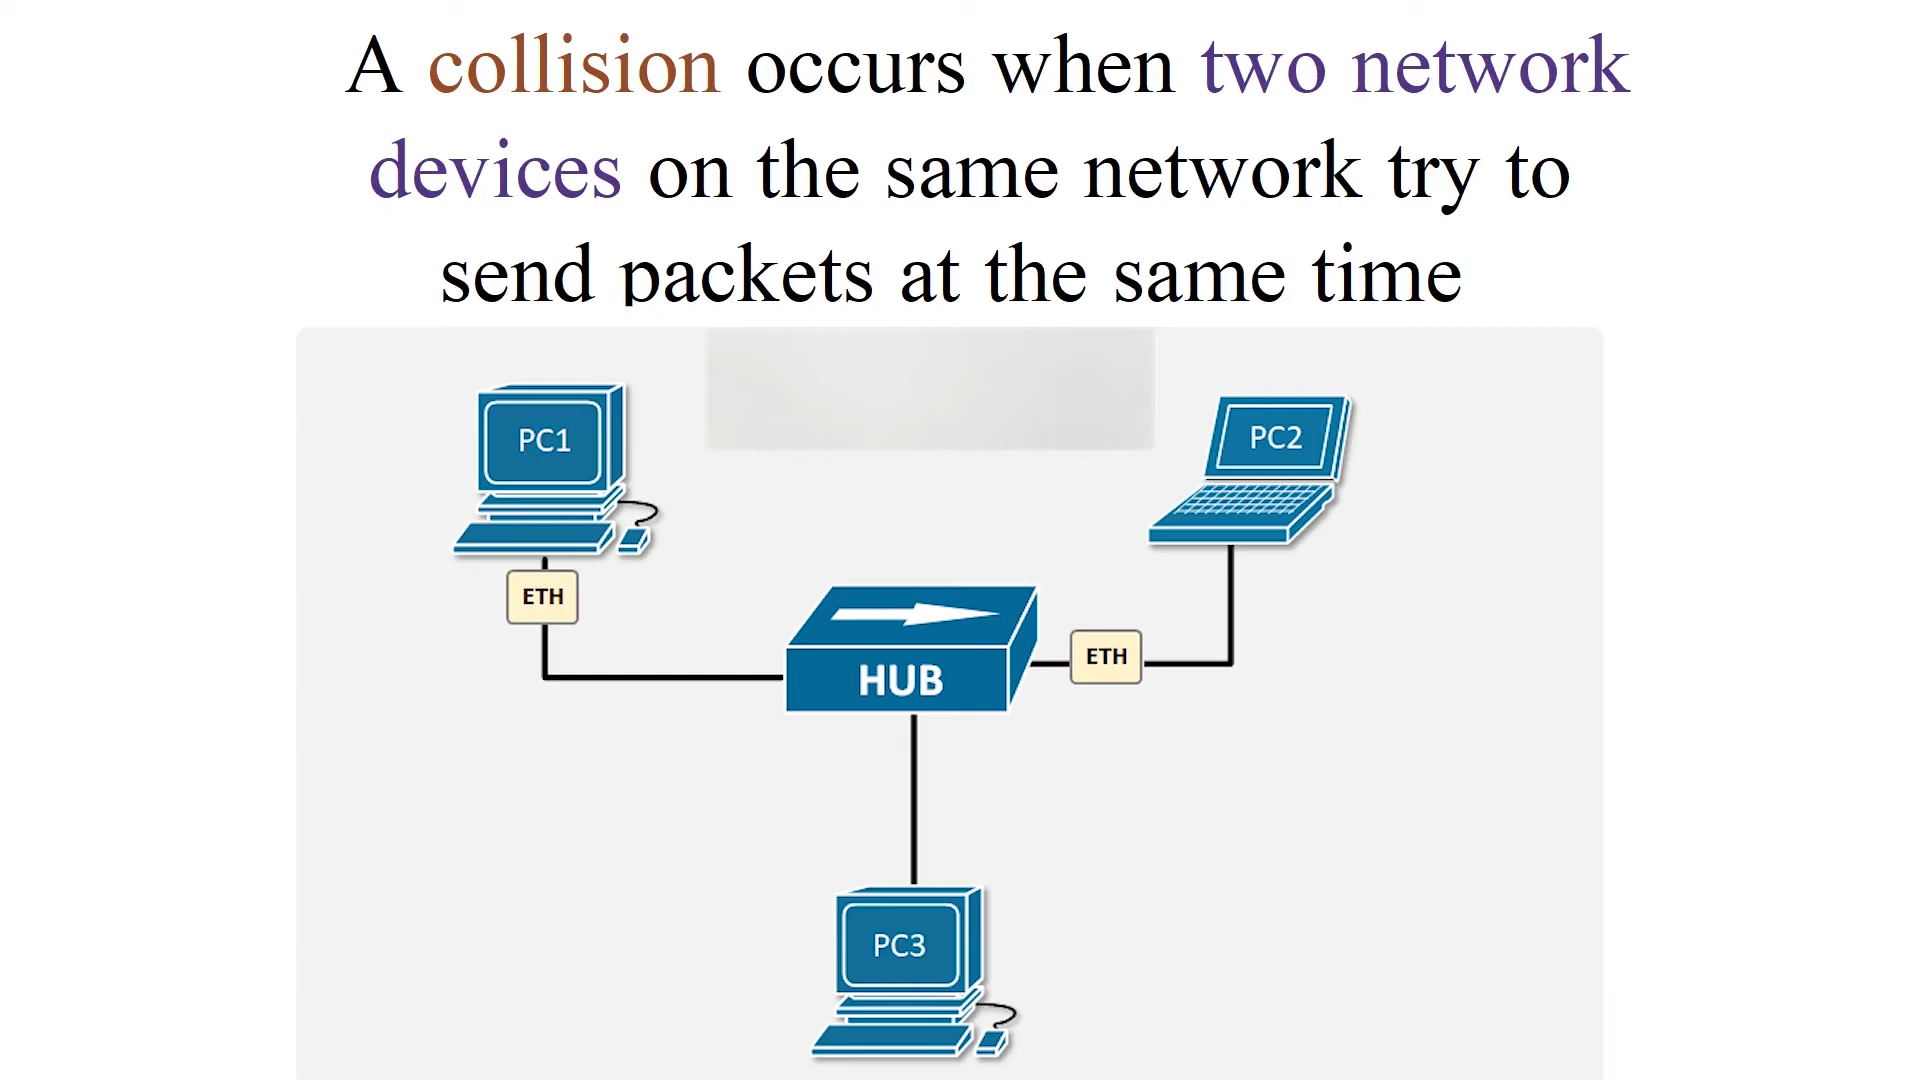 A collision occurs when two network
devices on the same network try to
send packets at the same time
PC1
PC2
ETH
ETH
HUB
PC3